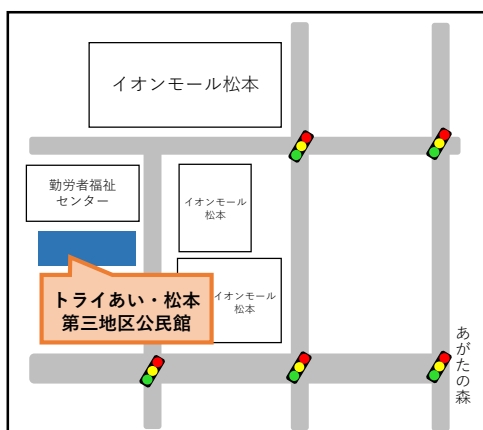 イオンモール松本
勤労者福祉
センター
イオンモール
松本
トライあい・松本
第三地区公民館
イオンモール
松本
あがたの森